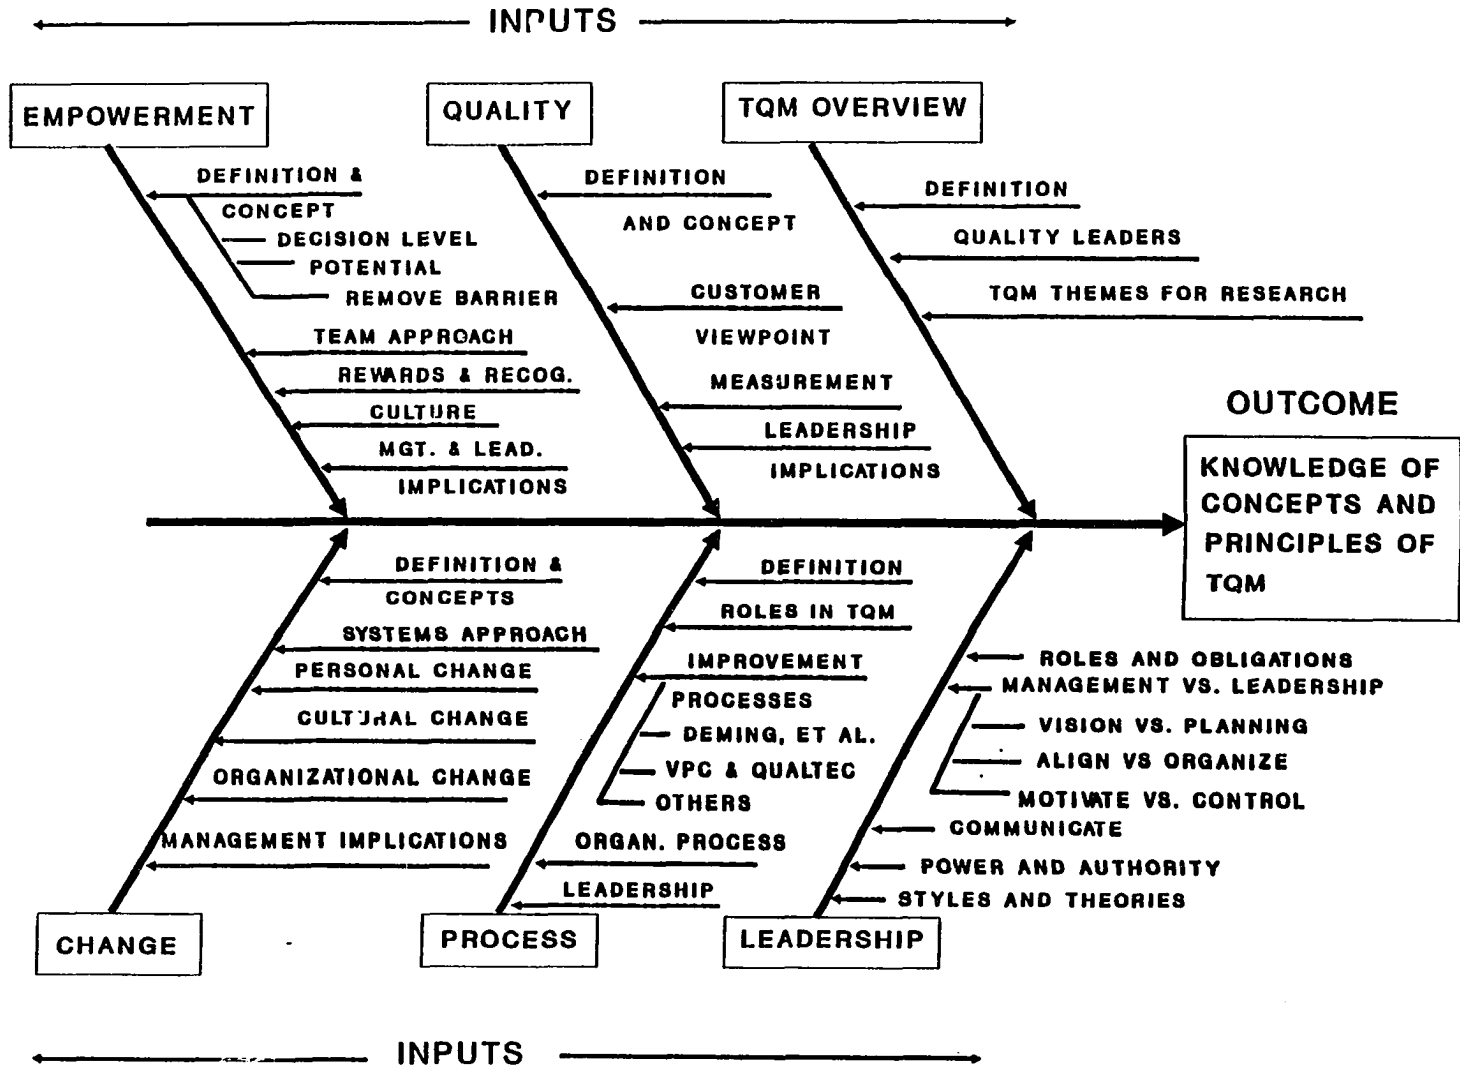 INPUTS
EMPOWERMENT
DEFINITION &
CONCEPT
DECISION LEVEL
POTENTIAL
REMOVE BARRIER
TEAM APPROACH
REWARDS & RECOG.
CULTURE
MGT. & LEAD.
IMPLICATIONS
QUALITY
DEFINITION
AND CONCEPT
CUSTOMER
VIEWPOINT
MEASUREMENT
LEADERSHIP
IMPLICATIONS
TQM OVERVIEW
DEFINITION
QUALITY LEADERS
TQM THEMES FOR RESEARCH
OUTCOME
KNOWLEDGE OF
CONCEPTS AND
PRINCIPLES OF
TQM
DEFINITION &
CONCEPTS
SYSTEMS APPROACH
PERSONAL CHANGE
CULTURAL CHANGE
ORGANIZATIONAL CHANGE
MANAGEMENT IMPLICATIONS
CHANGE
DEFINITION
ROLES IN TQM
IMPROVEMENT
PROCESSES
DEMING, ET AL.
VPC & QUALTEC
OTHERS
ORGAN. PROCESS
LEADERSHIP
PROCESS
ROLES AND OBLIGATIONS
MANAGEMENT VS. LEADERSHIP
VISION VS. PLANNING
ALIGN VS ORGANIZE
MOTIVATE VS. CONTROL
COMMUNICATE
POWER AND AUTHORITY
STYLES AND THEORIES
LEADERSHIP
INPUTS